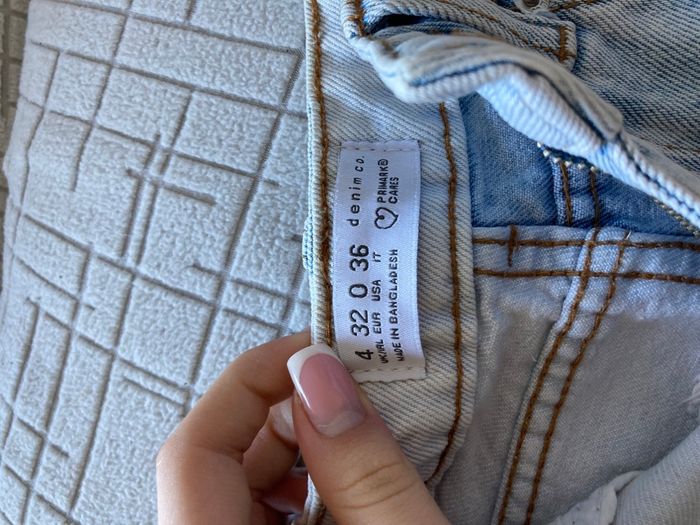 denim co.
PRIMARK®
CARES
4 32 0 36
UK/IRL EUR USA IT
MADE IN BANGLADESH